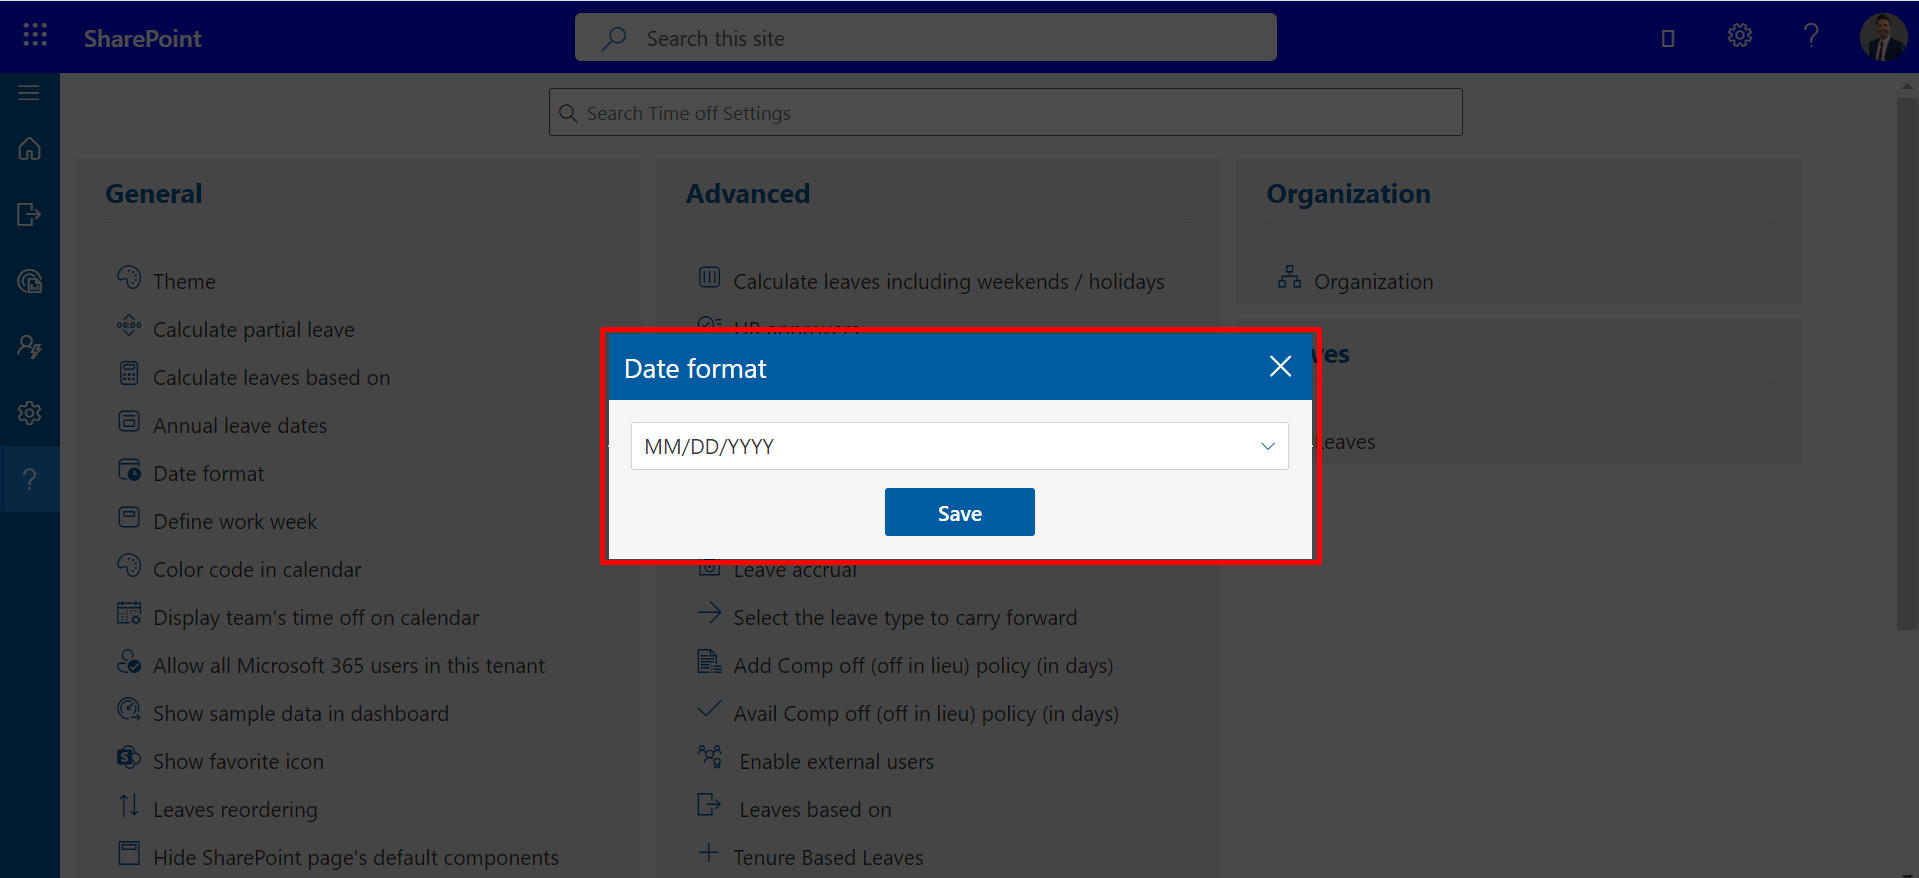 SharePoint
Search this site
Search Time off Settings
General
Theme
Calculate partial leave
Calculate leaves based on
Annual leave dates
Date format
Define work week
Color code in calendar
Display team's time off on calendar
Allow all Microsoft 365 users in this tenant
Show sample data in dashboard
Show favorite icon
Leaves reordering
Hide SharePoint page's default components
Advanced
Calculate leaves including weekends / holidays
HR approvers
Date format
MM/DD/YYYY
Save
Leave accrual
Select the leave type to carry forward
Add Comp off (off in lieu) policy (in days)
Avail Comp off (off in lieu) policy (in days)
Enable external users
Leaves based on
Tenure Based Leaves
Organization
Organization
Leaves